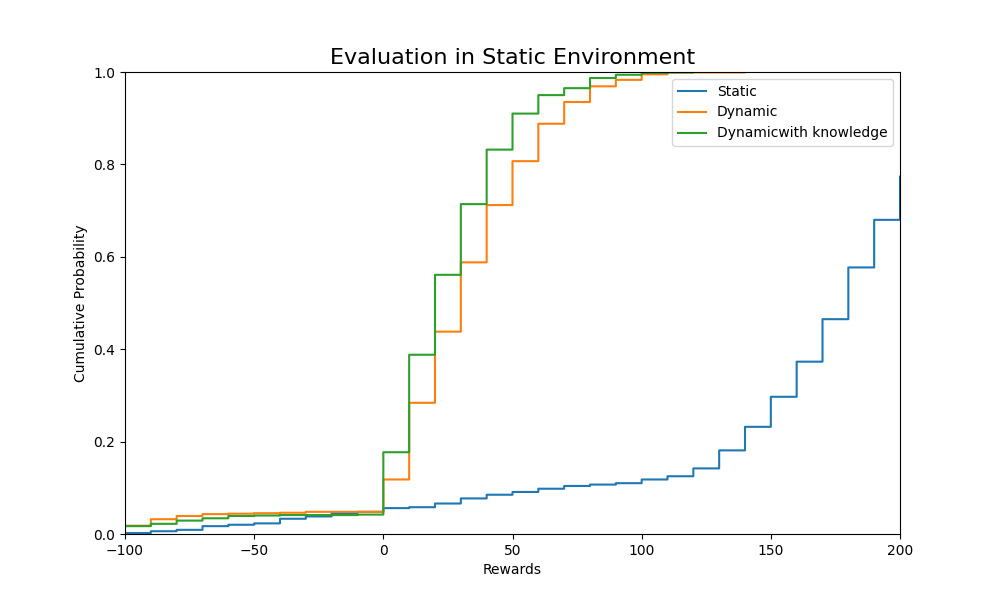 Evaluation in Static Environment
1.0
0.8
0.6
0.4
0.2
0.0
Cumulative Probability
Static
Dynamic
Dynamicwith knowledge
−100
−50
0
50
100
150
200
Rewards